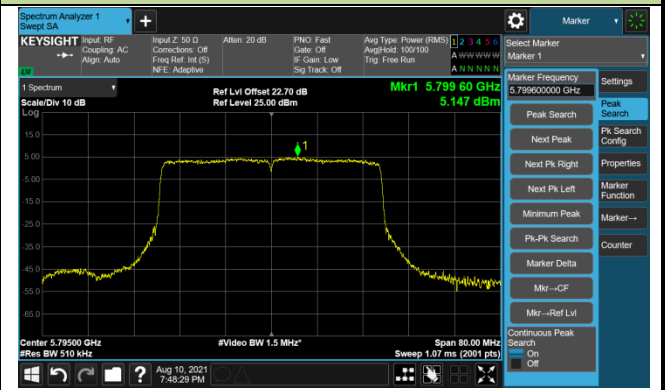 Spectrum Analyzer 1
Swept SA
+
Marker
KEYSIGHT
Input: RF
Coupling: AC
Align: Auto
Input Z: 50 Ω
Corrections: Off
Freq Ref: Int (S)
NFE: Adaptive
Atten: 20 dB
PNO: Fast
Gate: Off
IF Gain: Low
Sig Track: Off
Avg Type: Power (RMS)
Avg|Hold: 100/100
Trig: Free Run
1 2 3 4 5 6
A W W W W W
A N N N N N
Select Marker
Marker 1
LXI
1 Spectrum
Scale/Div 10 dB
Log
Ref Lvl Offset 22.70 dB
Ref Level 25.00 dBm
Mkr1 5.799 60 GHz
5.147 dBm
15.0
5.00
-5.00
-15.0
-25.0
-35.0
-45.0
-55.0
-65.0
1
Center 5.79500 GHz
#Res BW 510 kHz
#Video BW 1.5 MHz*
Span 80.00 MHz
Sweep 1.07 ms (2001 pts)
Marker Frequency
5.799600000 GHz
Peak Search
Next Peak
Next Pk Right
Next Pk Left
Minimum Peak
Pk-Pk Search
Marker Delta
Mkr→CF
Mkr→Ref Lvl
Continuous Peak
Search
On
Off
Settings
Peak
Search
Pk Search
Config
Properties
Marker
Function
Marker→
Counter
?
Aug 10, 2021
7:48:29 PM